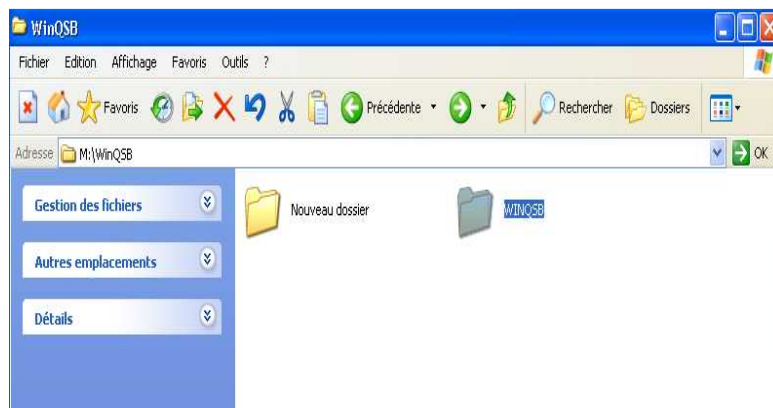 WinQSB
Fichier Edition Affichage Favoris Outils ?
Favoris Précédente Rechercher Dossiers
Adresse M:\WinQSB OK
Gestion des fichiers
Nouveau dossier WINQSB
Autres emplacements
Détails